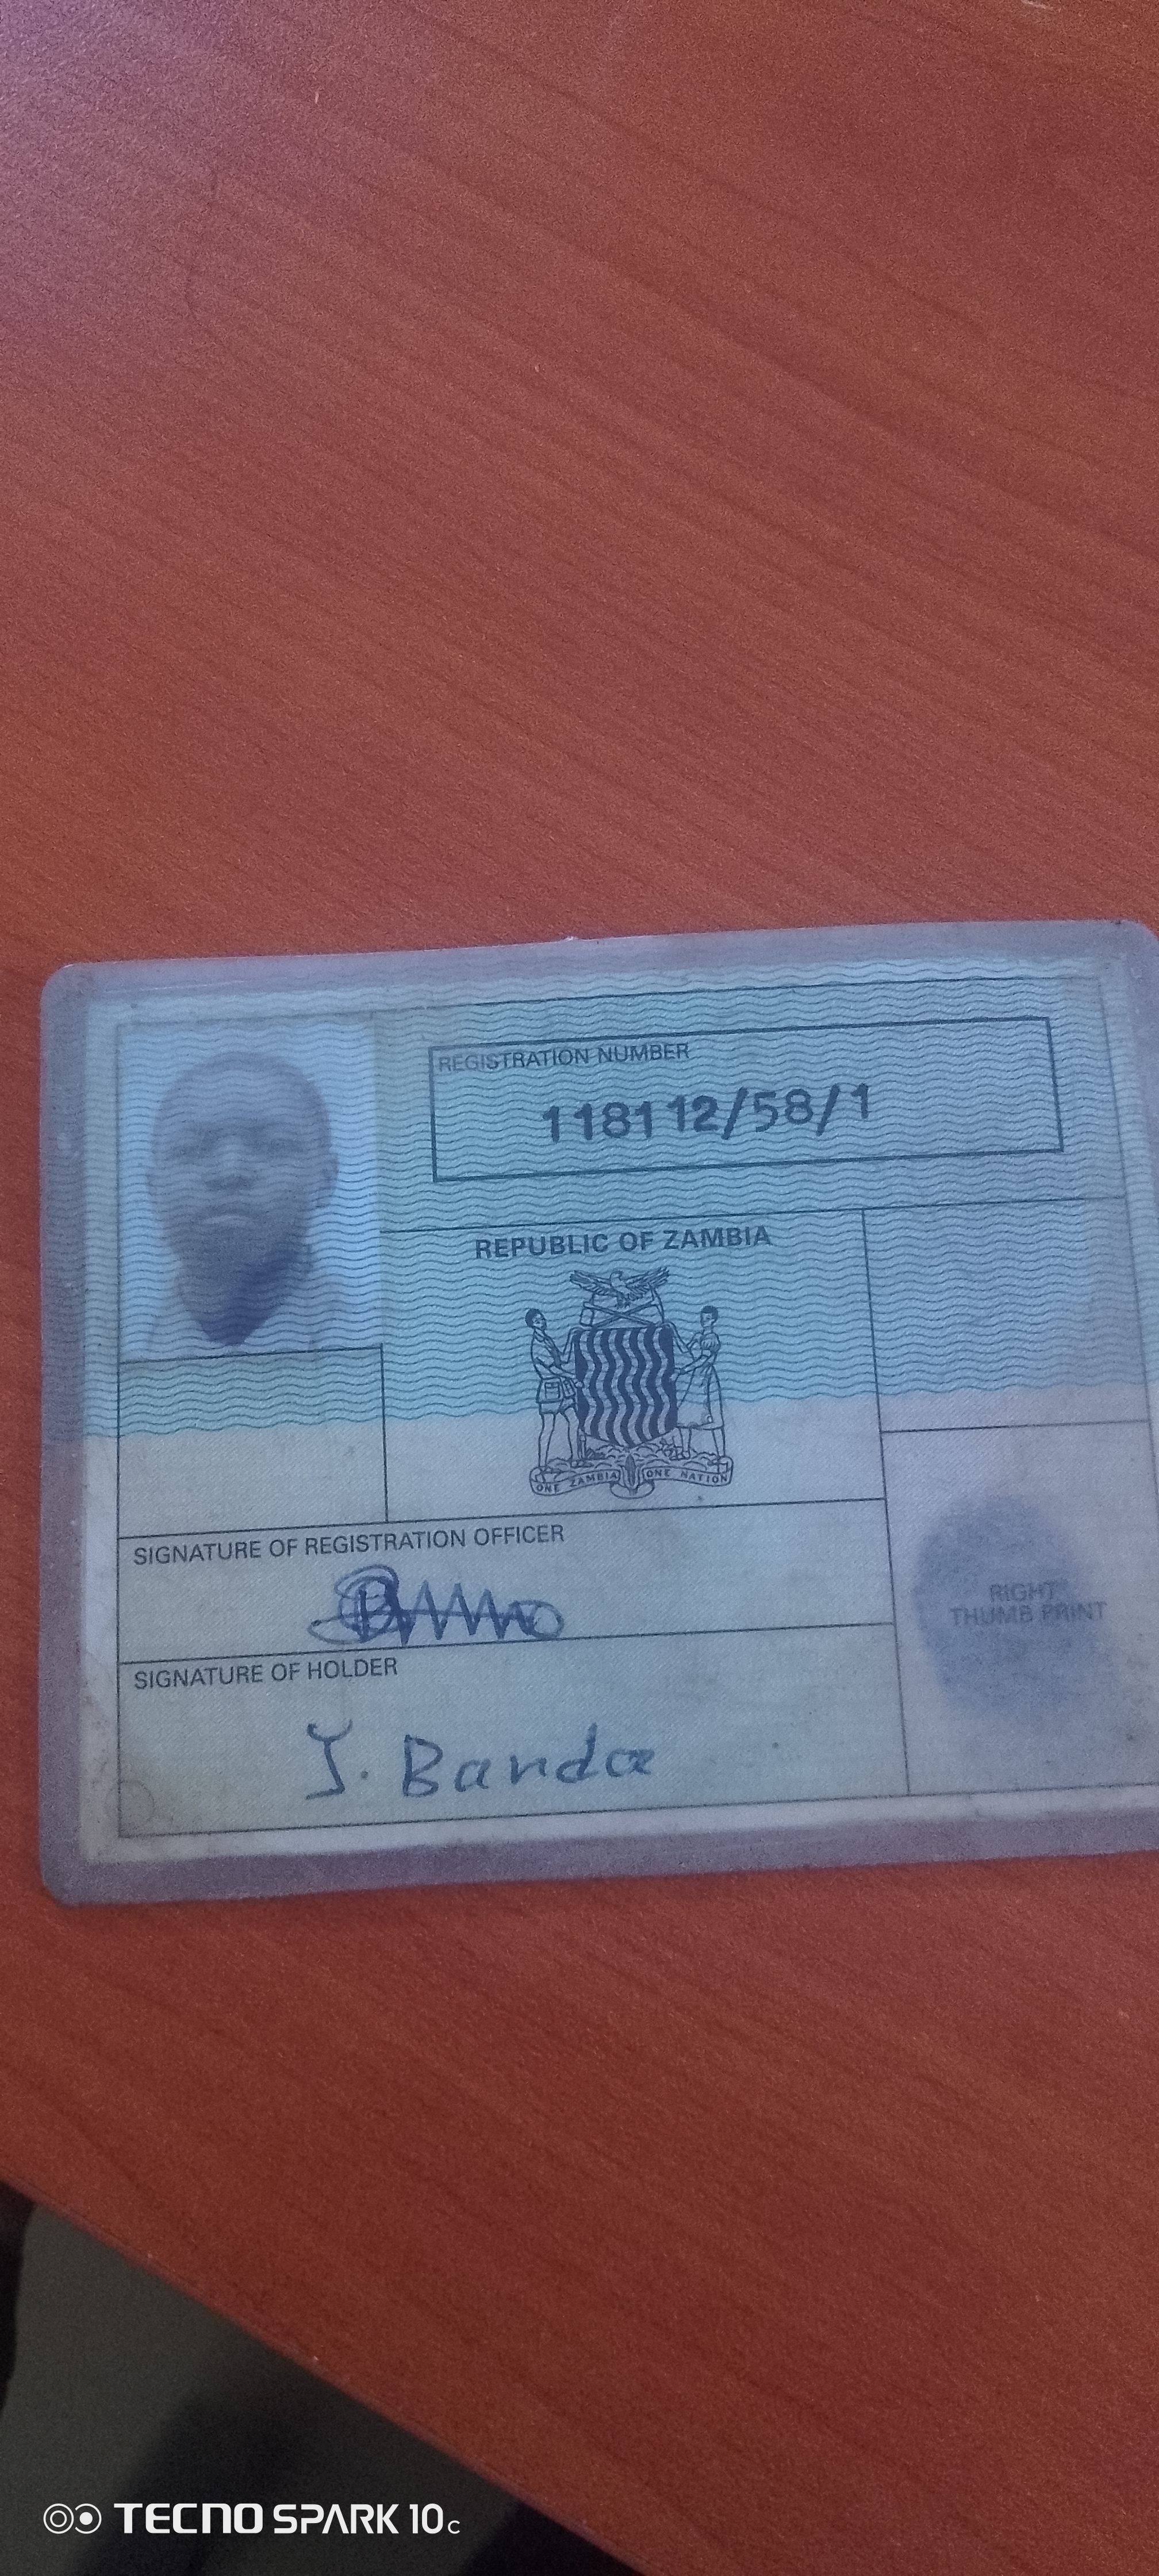 REGISTRATION NUMBER
118112/58/1
REPUBLIC OF ZAMBIA
ONE ZAMBIA ONE NATION
SIGNATURE OF REGISTRATION OFFICER
SIGNATURE OF HOLDER
J. Banda
RIGHT
THUMB PRINT
TECNO SPARK 10C